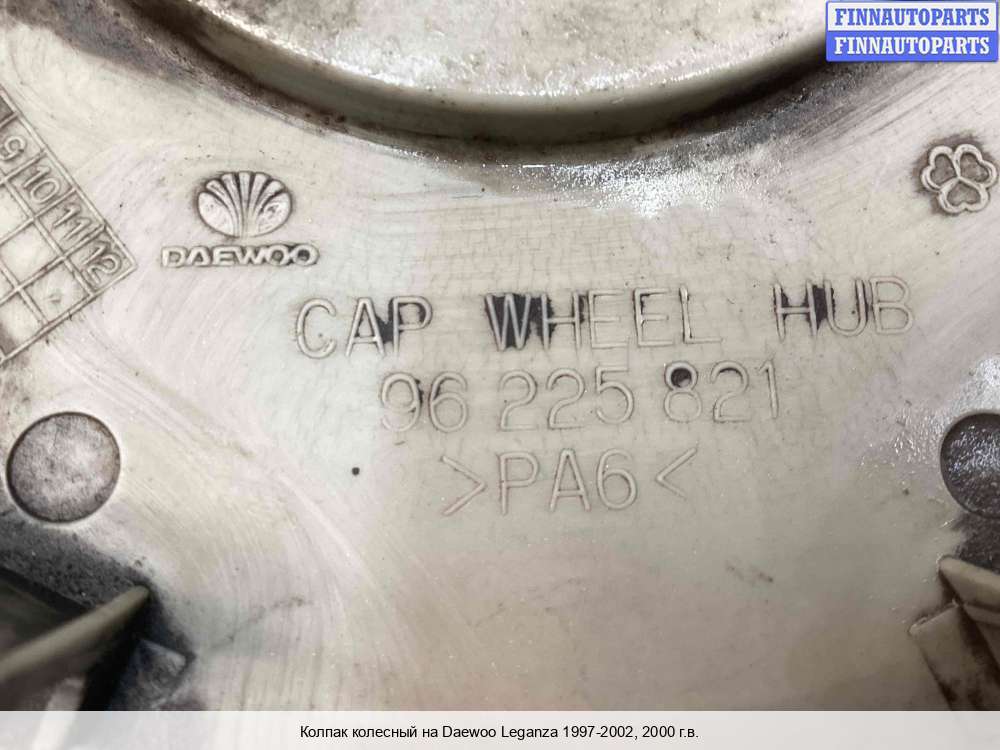 FINNAUTOPARTS
FINNAUTOPARTS
9 10 11 12
DAEWOO
CAP WHEEL HUB
96 225 821
>PA6<
Колпак колесный на Daewoo Leganza 1997-2002, 2000 г.в.